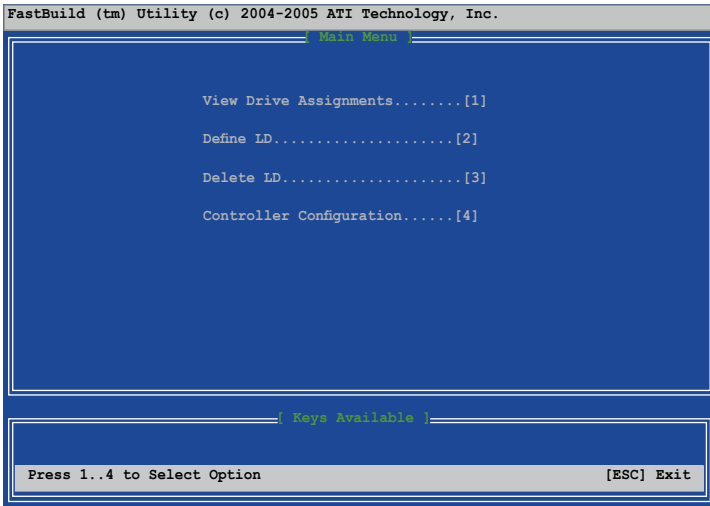 FastBuild (tm) Utility (c) 2004-2005 ATI Technology, Inc.
[ Main Menu ]
View Drive Assignments........[1]
Define LD.....................[2]
Delete LD.....................[3]
Controller Configuration......[4]
[ Keys Available ]
Press 1..4 to Select Option [ESC] Exit